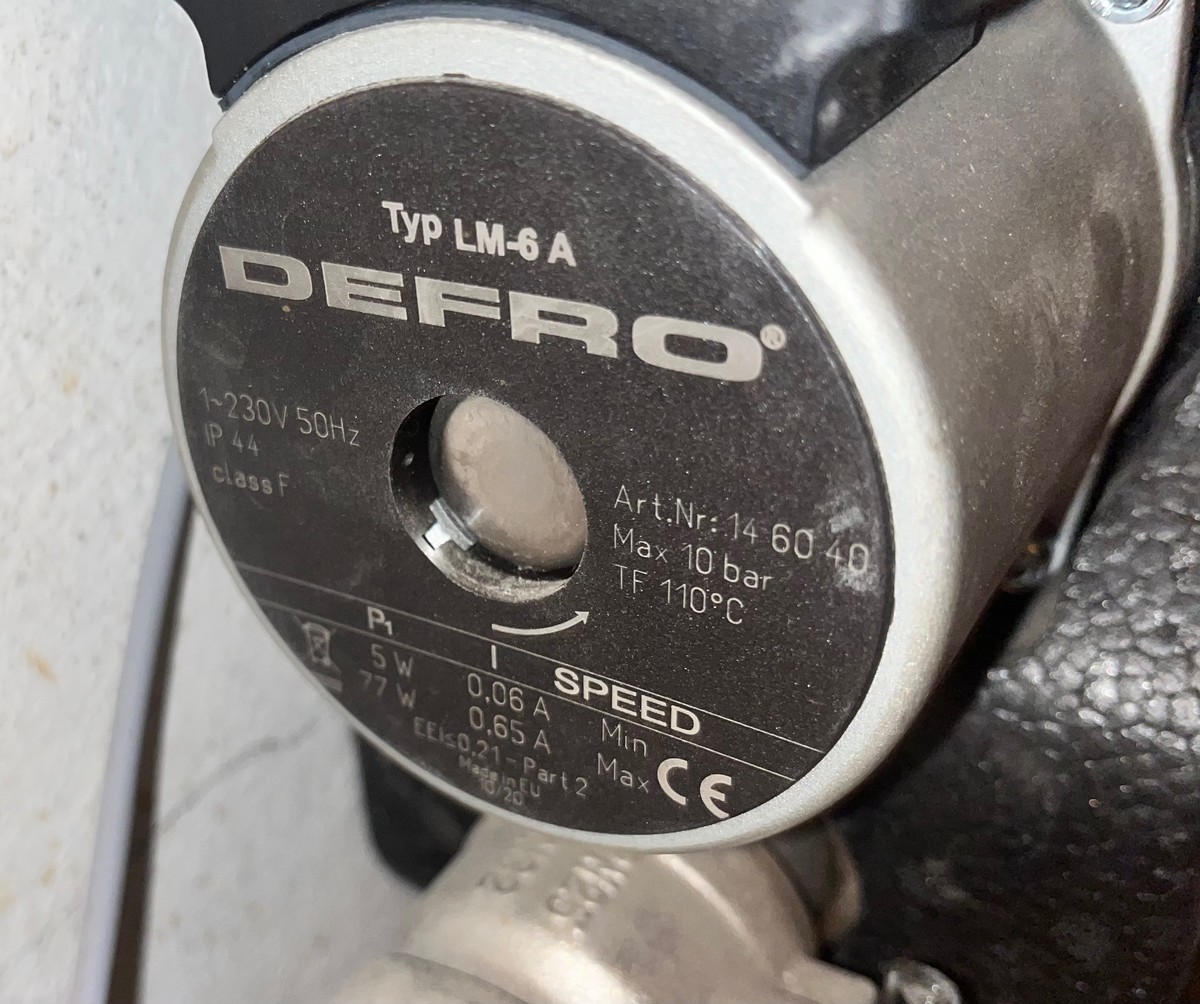 Typ LM-6 A
DEFRO®
1~230V 50Hz
IP 44
class F
Art.Nr: 14 60 40
Max 10 bar
TF 110°C
P₁ I SPEED
5 W 0,06 A Min
77 W 0.65 A Max
EEI≤0.21 - Part 2
CE
Made in EU
10/20